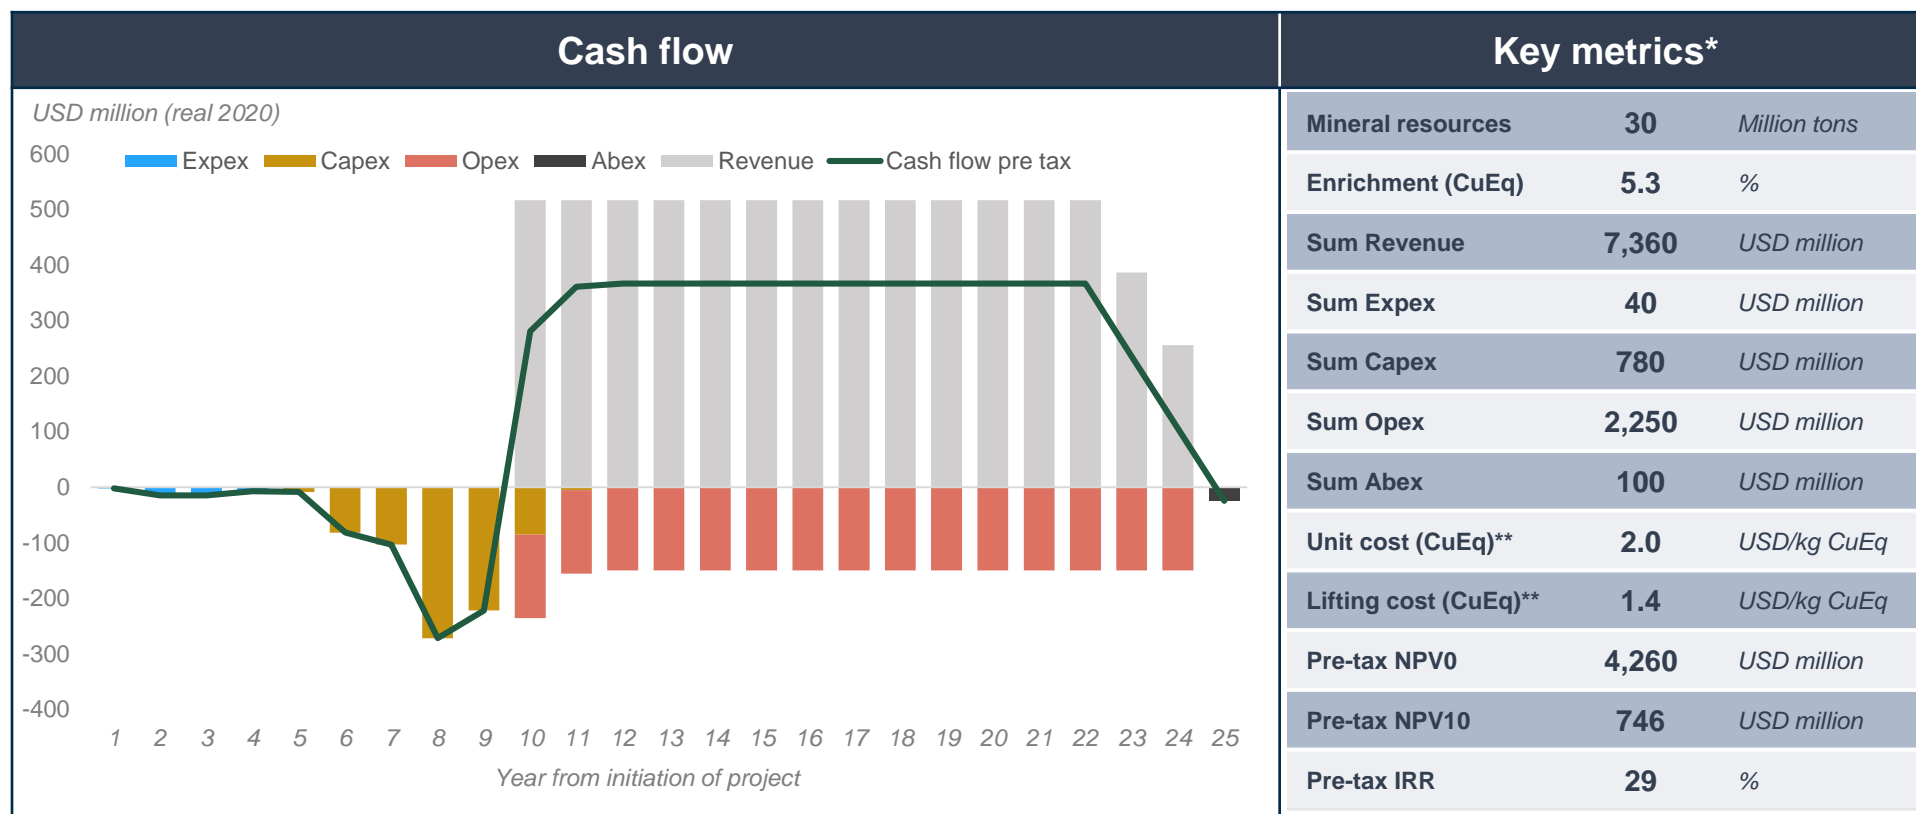 Cash flow
Key metrics*
USD million (real 2020)
Expex Capex Opex Abex Revenue Cash flow pre tax
600
500
400
300
200
100
0
-100
-200
-300
-400
1 2 3 4 5 6 7 8 9 10 11 12 13 14 15 16 17 18 19 20 21 22 23 24 25
Year from initiation of project
Mineral resources 30 Million tons
Enrichment (CuEq) 5.3 %
Sum Revenue 7,360 USD million
Sum Expex 40 USD million
Sum Capex 780 USD million
Sum Opex 2,250 USD million
Sum Abex 100 USD million
Unit cost (CuEq)** 2.0 USD/kg CuEq
Lifting cost (CuEq)** 1.4 USD/kg CuEq
Pre-tax NPV0 4,260 USD million
Pre-tax NPV10 746 USD million
Pre-tax IRR 29 %